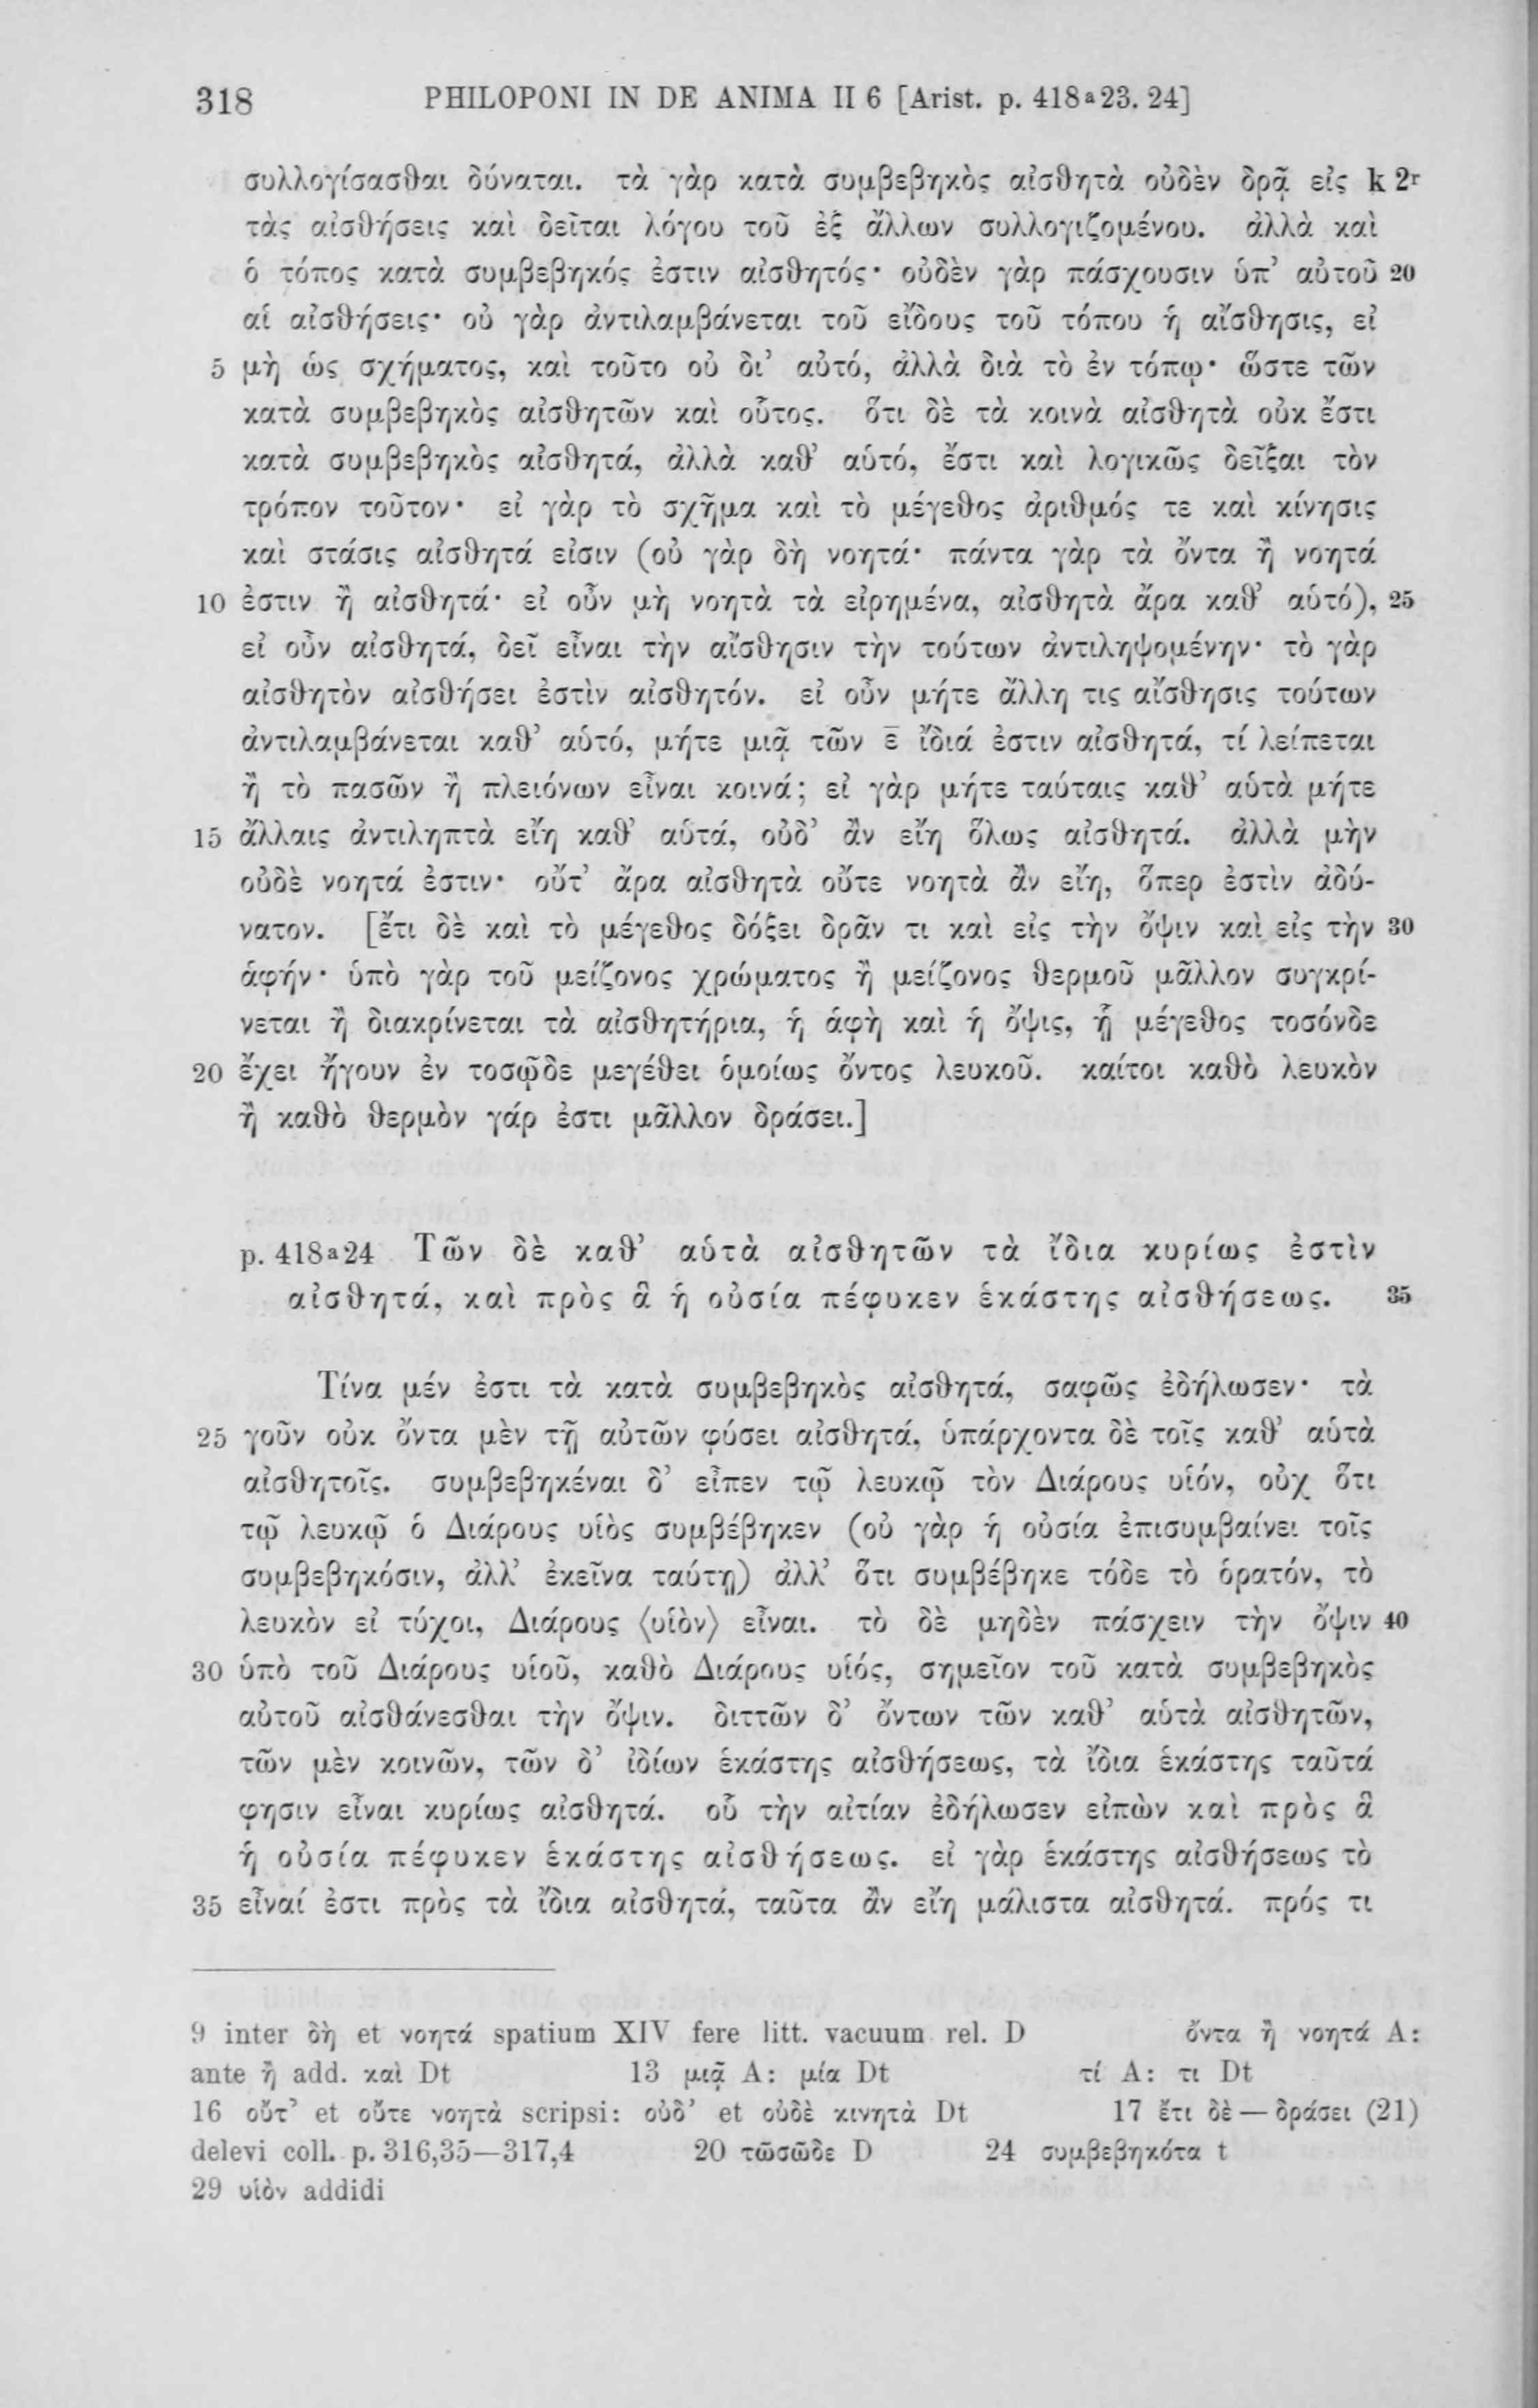 318 PHILOPONI IN DE ANIMA II 6 [Arist. p. 418ª23. 24]
συλλογίσασθαι δύναται. τὰ γὰρ κατὰ συμβεβηκὸς αἰσθητὰ οὐδὲν δρᾷ εἰς k 2ʳ
τὰς αἰσθήσεις καὶ δεῖται λόγου τοῦ ἐξ ἄλλων συλλογιζομένου. ἀλλὰ καὶ
ὁ τόπος κατὰ συμβεβηκός ἐστιν αἰσθητός· οὐδὲν γὰρ πάσχουσιν ὑπ’ αὐτοῦ 20
αἱ αἰσθήσεις· οὐ γὰρ ἀντιλαμβάνεται τοῦ εἴδους τοῦ τόπου ἡ αἴσθησις, εἰ
5 μὴ ὡς σχήματος, καὶ τοῦτο οὐ δι’ αὐτό, ἀλλὰ διὰ τὸ ἐν τόπῳ· ὥστε τῶν
κατὰ συμβεβηκὸς αἰσθητῶν καὶ οὗτος. ὅτι δὲ τὰ κοινὰ αἰσθητὰ οὐκ ἔστι
κατὰ συμβεβηκὸς αἰσθητά, ἀλλὰ καθ’ αὑτό, ἔστι καὶ λογικῶς δεῖξαι τὸν
τρόπον τοῦτον· εἰ γὰρ τὸ σχῆμα καὶ τὸ μέγεθος ἀριθμός τε καὶ κίνησις
καὶ στάσις αἰσθητά εἰσιν (οὐ γὰρ δὴ νοητά· πάντα γὰρ τὰ ὄντα ἢ νοητά
10 ἐστιν ἢ αἰσθητά· εἰ οὖν μὴ νοητὰ τὰ εἰρημένα, αἰσθητὰ ἄρα καθ’ αὑτό), 25
εἰ οὖν αἰσθητά, δεῖ εἶναι τὴν αἴσθησιν τὴν τούτων ἀντιληψομένην· τὸ γὰρ
αἰσθητὸν αἰσθήσει ἐστὶν αἰσθητόν. εἰ οὖν μήτε ἄλλη τις αἴσθησις τούτων
ἀντιλαμβάνεται καθ’ αὑτό, μήτε μιᾷ τῶν ε̄ ἴδιά ἐστιν αἰσθητά, τί λείπεται
ἢ τὸ πασῶν ἢ πλειόνων εἶναι κοινά; εἰ γὰρ μήτε ταύταις καθ’ αὑτὰ μήτε
15 ἄλλαις ἀντιληπτὰ εἴη καθ’ αὑτά, οὐδ’ ἂν εἴη ὅλως αἰσθητά. ἀλλὰ μὴν
οὐδὲ νοητά ἐστιν· οὔτ’ ἄρα αἰσθητὰ οὔτε νοητὰ ἂν εἴη, ὅπερ ἐστὶν ἀδύ-
νατον. [ἔτι δὲ καὶ τὸ μέγεθος δόξει δρᾶν τι καὶ εἰς τὴν ὄψιν καὶ εἰς τὴν 30
ἁφήν· ὑπὸ γὰρ τοῦ μείζονος χρώματος ἢ μείζονος θερμοῦ μᾶλλον συγκρί-
νεται ἢ διακρίνεται τὰ αἰσθητήρια, ἡ ἁφὴ καὶ ἡ ὄψις, ᾗ μέγεθος τοσόνδε
20 ἔχει ἤγουν ἐν τοσῷδε μεγέθει ὁμοίως ὄντος λευκοῦ. καίτοι καθὸ λευκὸν
ἢ καθὸ θερμὸν γάρ ἐστι μᾶλλον δράσει.]
p. 418ª24 Τῶν δὲ καθ’ αὑτὰ αἰσθητῶν τὰ ἴδια κυρίως ἐστὶν
αἰσθητά, καὶ πρὸς ἃ ἡ οὐσία πέφυκεν ἑκάστης αἰσθήσεως. 35
Τίνα μέν ἐστι τὰ κατὰ συμβεβηκὸς αἰσθητά, σαφῶς ἐδήλωσεν· τὰ
25 γοῦν οὐκ ὄντα μὲν τῇ αὑτῶν φύσει αἰσθητά, ὑπάρχοντα δὲ τοῖς καθ’ αὑτὰ
αἰσθητοῖς. συμβεβηκέναι δ’ εἶπεν τῷ λευκῷ τὸν Διάρους υἱόν, οὐχ ὅτι
τῷ λευκῷ ὁ Διάρους υἱὸς συμβέβηκεν (οὐ γὰρ ἡ οὐσία ἐπισυμβαίνει τοῖς
συμβεβηκόσιν, ἀλλ’ ἐκεῖνα ταύτῃ) ἀλλ’ ὅτι συμβέβηκε τόδε τὸ ὁρατόν, τὸ
λευκὸν εἰ τύχοι, Διάρους ⟨υἱὸν⟩ εἶναι. τὸ δὲ μηδὲν πάσχειν τὴν ὄψιν 40
30 ὑπὸ τοῦ Διάρους υἱοῦ, καθὸ Διάρους υἱός, σημεῖον τοῦ κατὰ συμβεβηκὸς
αὐτοῦ αἰσθάνεσθαι τὴν ὄψιν. διττῶν δ’ ὄντων τῶν καθ’ αὑτὰ αἰσθητῶν,
τῶν μὲν κοινῶν, τῶν δ’ ἰδίων ἑκάστης αἰσθήσεως, τὰ ἴδια ἑκάστης ταῦτά
φησιν εἶναι κυρίως αἰσθητά. οὗ τὴν αἰτίαν ἐδήλωσεν εἰπὼν καὶ πρὸς ἃ
ἡ οὐσία πέφυκεν ἑκάστης αἰσθήσεως. εἰ γὰρ ἑκάστης αἰσθήσεως τὸ
35 εἶναί ἐστι πρὸς τὰ ἴδια αἰσθητά, ταῦτα ἂν εἴη μάλιστα αἰσθητά. πρός τι
9 inter δὴ et νοητά spatium XIV fere litt. vacuum rel. D ὄντα ἢ νοητά A:
ante ἢ add. καὶ Dt 13 μιᾷ A: μία Dt τί A: τι Dt
16 οὔτ’ et οὔτε νοητὰ scripsi: οὐδ’ et οὐδὲ κινητὰ Dt 17 ἔτι δὲ — δράσει (21)
delevi coll. p. 316,35—317,4 20 τῶσῶδε D 24 συμβεβηκότα t
29 υἱὸν addidi